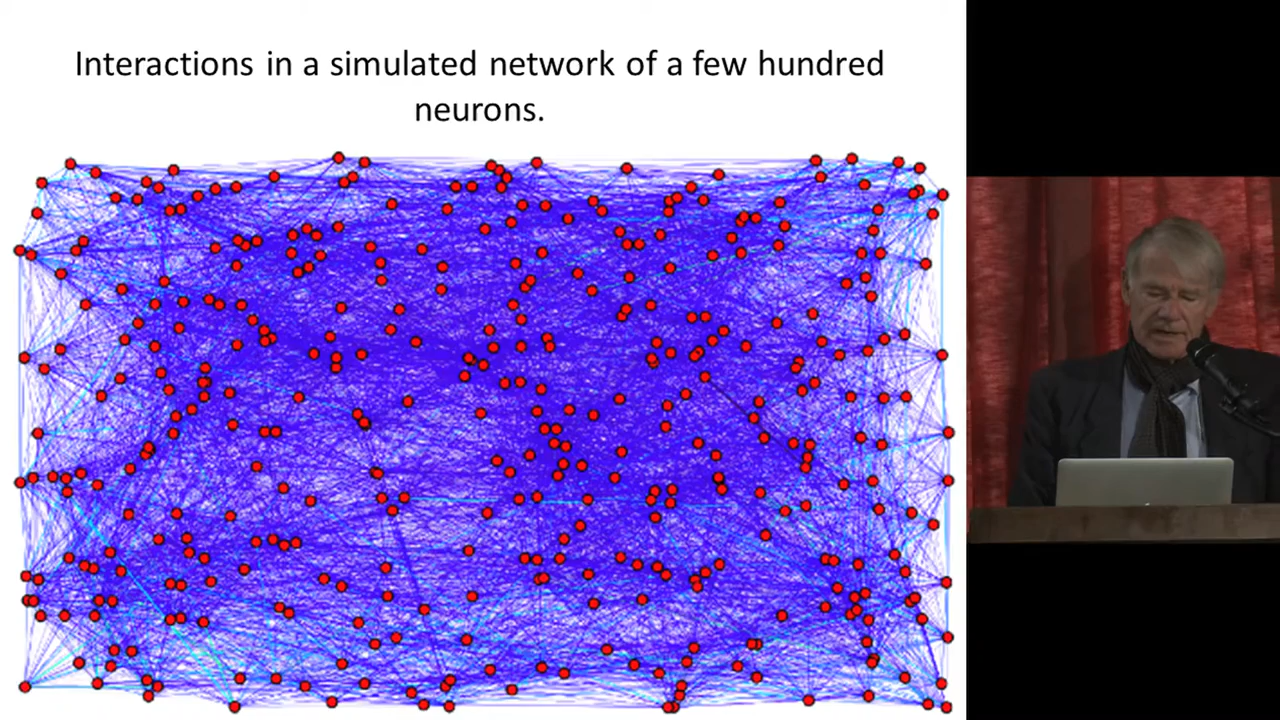 Interactions in a simulated network of a few hundred
neurons.